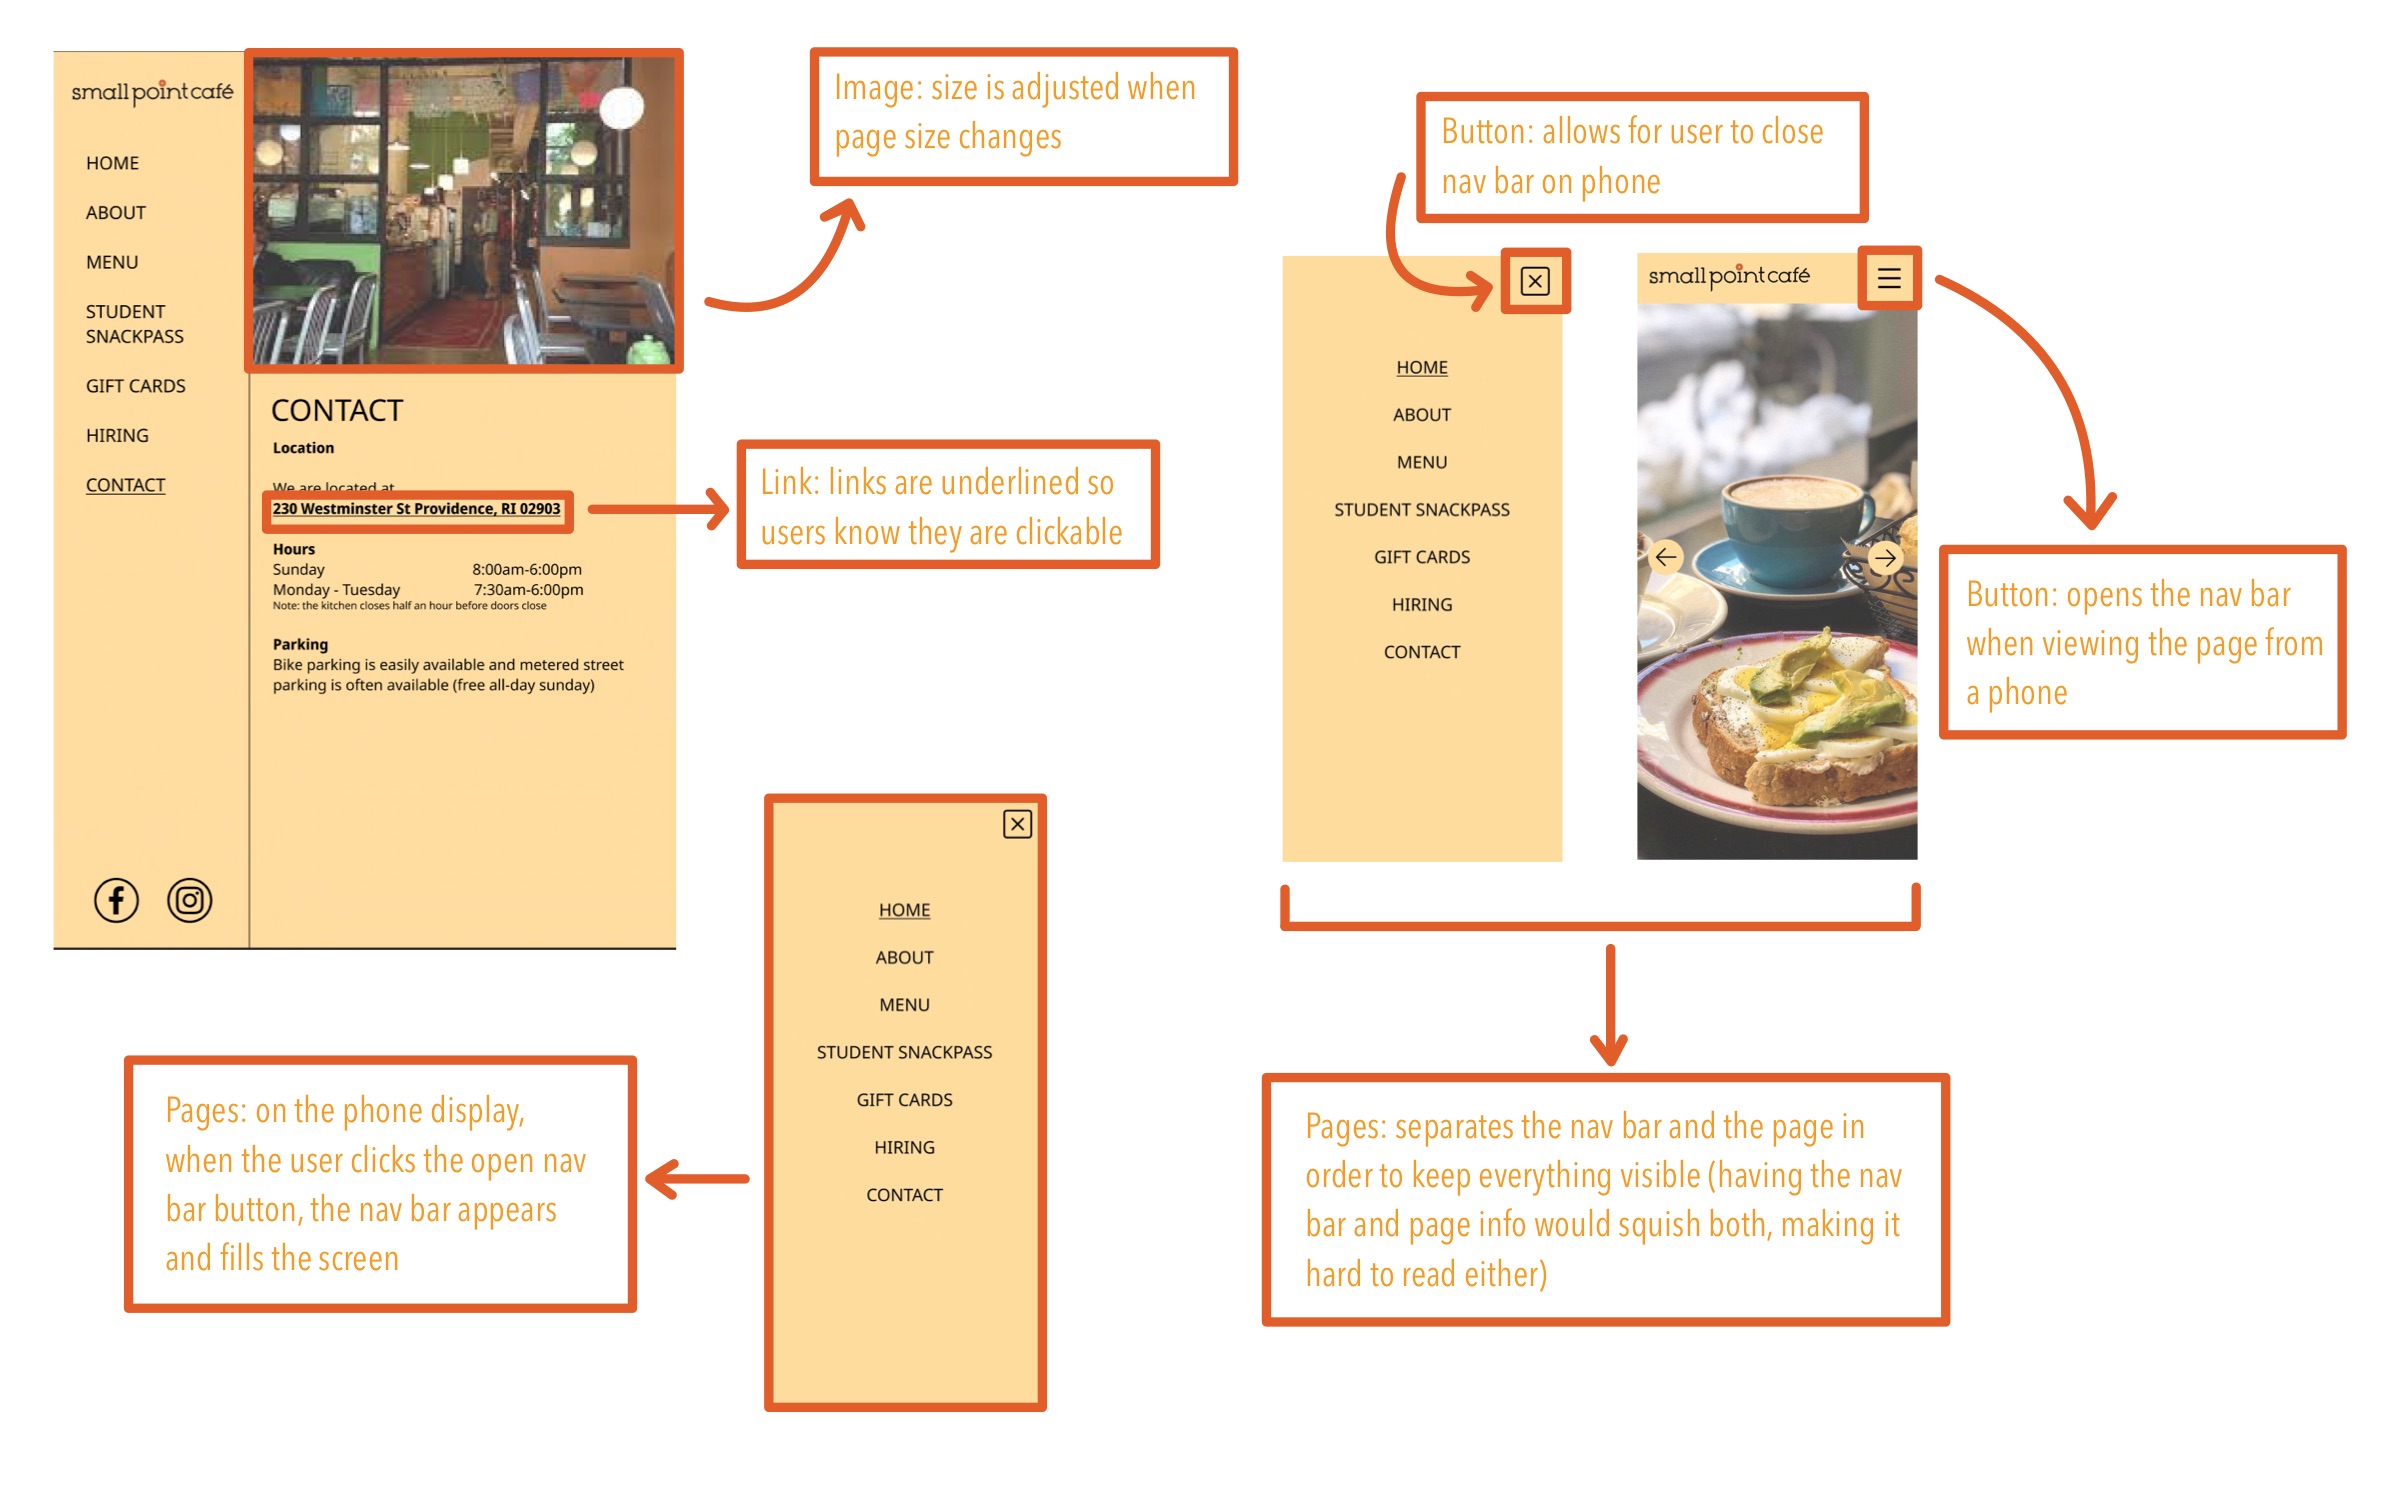 small point café
HOME
ABOUT
MENU
STUDENT
SNACKPASS
GIFT CARDS
HIRING
CONTACT
CONTACT
Location
We are located at
230 Westminster St Providence, RI 02903
Hours
Sunday 8:00am-6:00pm
Monday - Tuesday 7:30am-6:00pm
Note: the kitchen closes half an hour before doors close
Parking
Bike parking is easily available and metered street
parking is often available (free all-day sunday)
Image: size is adjusted when
page size changes
Link: links are underlined so
users know they are clickable
Pages: on the phone display,
when the user clicks the open nav
bar button, the nav bar appears
and fills the screen
HOME
ABOUT
MENU
STUDENT SNACKPASS
GIFT CARDS
HIRING
CONTACT
Button: allows for user to close
nav bar on phone
HOME
ABOUT
MENU
STUDENT SNACKPASS
GIFT CARDS
HIRING
CONTACT
small point café
Button: opens the nav bar
when viewing the page from
a phone
Pages: separates the nav bar and the page in
order to keep everything visible (having the nav
bar and page info would squish both, making it
hard to read either)